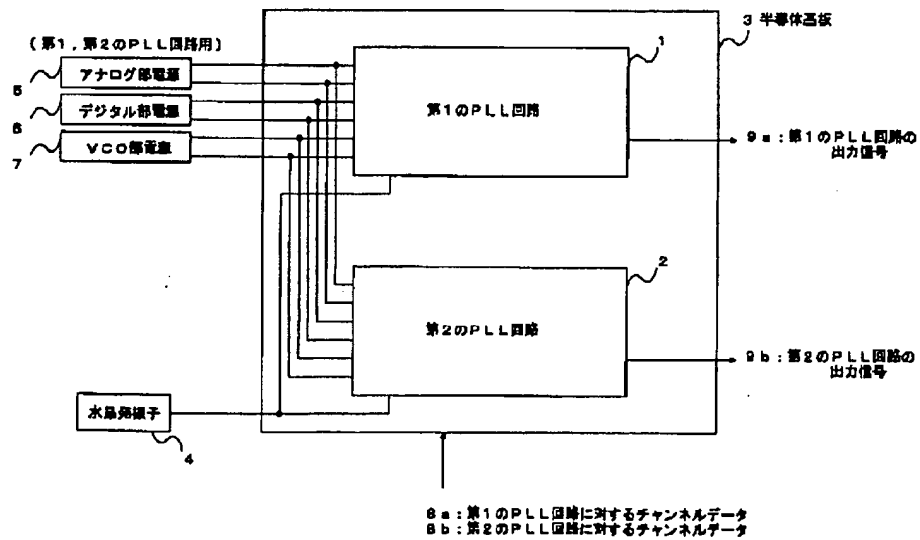 (第1,第2のPLL回路用)
アナログ部電源
5
デジタル部電源
6
VCO部電源
7
3 半導体基板
1
第1のPLL回路
9a:第1のPLL回路の
出力信号
2
第2のPLL回路
9b:第2のPLL回路の
出力信号
水晶発振子
4
8a:第1のPLL回路に対するチャンネルデータ
8b:第2のPLL回路に対するチャンネルデータ